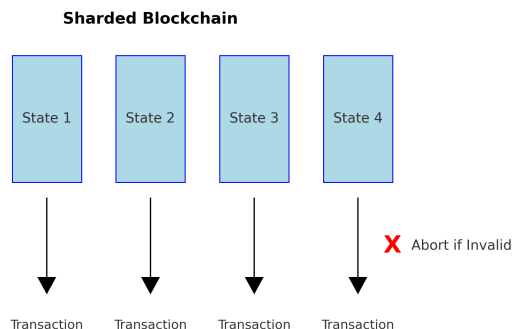 Sharded Blockchain
State 1 State 2 State 3 State 4
X Abort if Invalid
Transaction Transaction Transaction Transaction